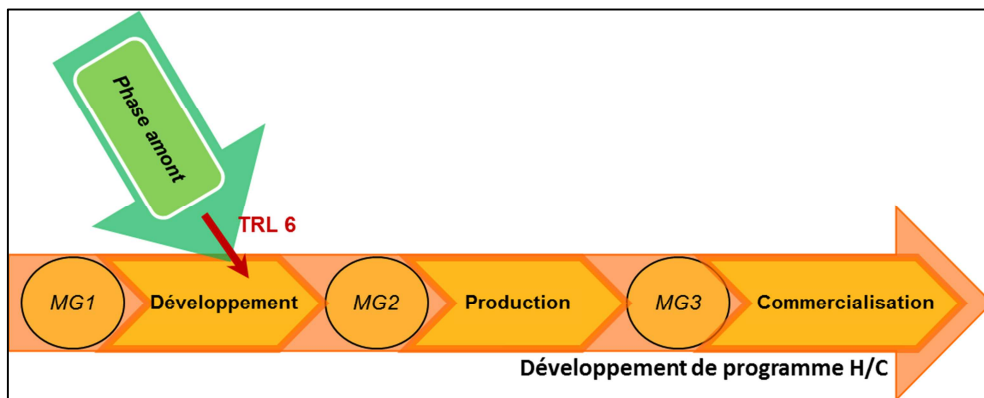 Phase amont
TRL 6
MG1
Développement
MG2
Production
MG3
Commercialisation
Développement de programme H/C